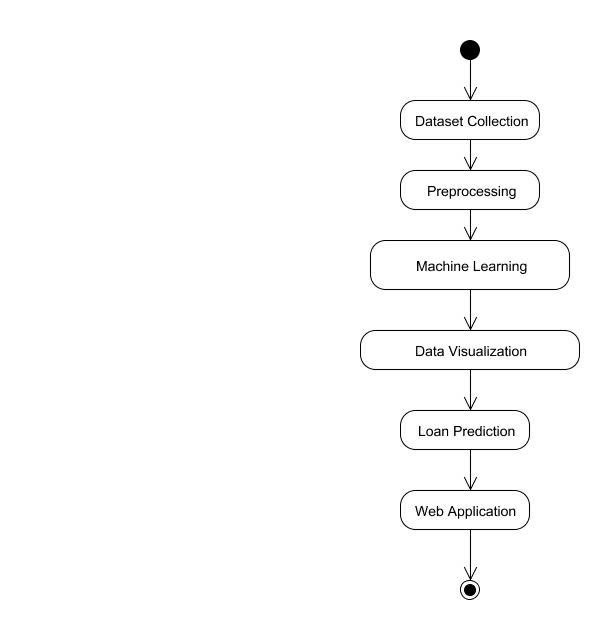 Dataset Collection
Preprocessing
Machine Learning
Data Visualization
Loan Prediction
Web Application